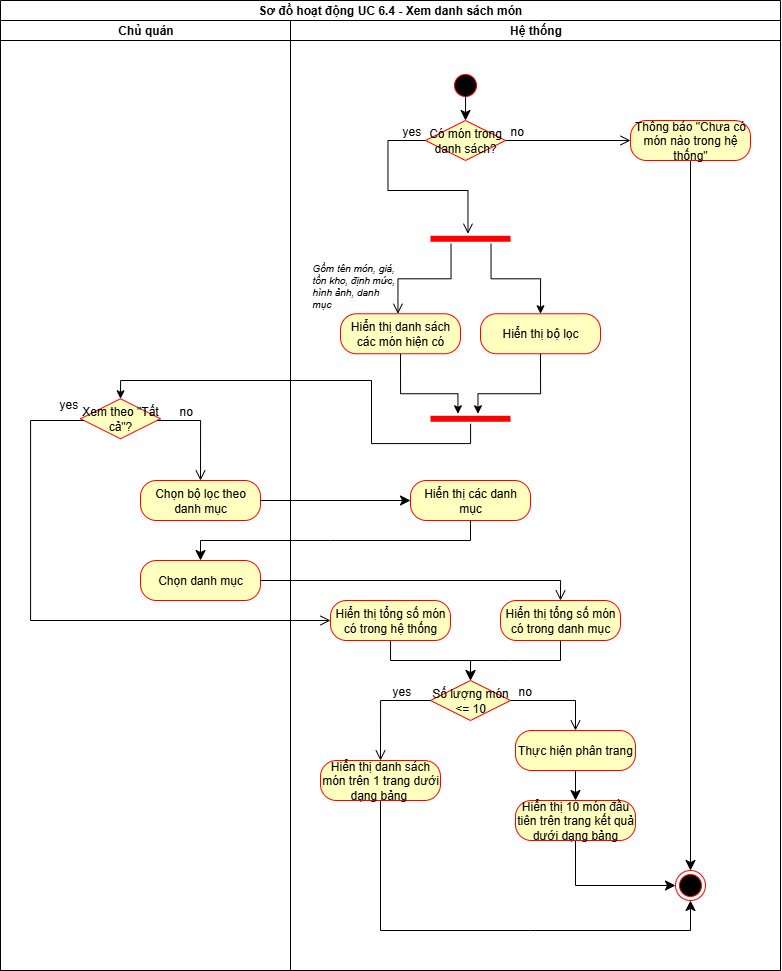 Sơ đồ hoạt động UC 6.4 - Xem danh sách món
Chủ quán
Hệ thống
yes
Có món trong
danh sách?
no
Thông báo "Chưa có
món nào trong hệ
thống"
Gồm tên món, giá,
tồn kho, định mức,
hình ảnh, danh
mục
Hiển thị danh sách
các món hiện có
Hiển thị bộ lọc
yes
Xem theo "Tất
cả"?
no
Chọn bộ lọc theo
danh mục
Hiển thị các danh
mục
Chọn danh mục
Hiển thị tổng số món
có trong hệ thống
Hiển thị tổng số món
có trong danh mục
yes
Số lượng món
<= 10
no
Thực hiện phân trang
Hiển thị danh sách
món trên 1 trang dưới
dạng bảng
Hiển thị 10 món đầu
tiên trên trang kết quả
dưới dạng bảng